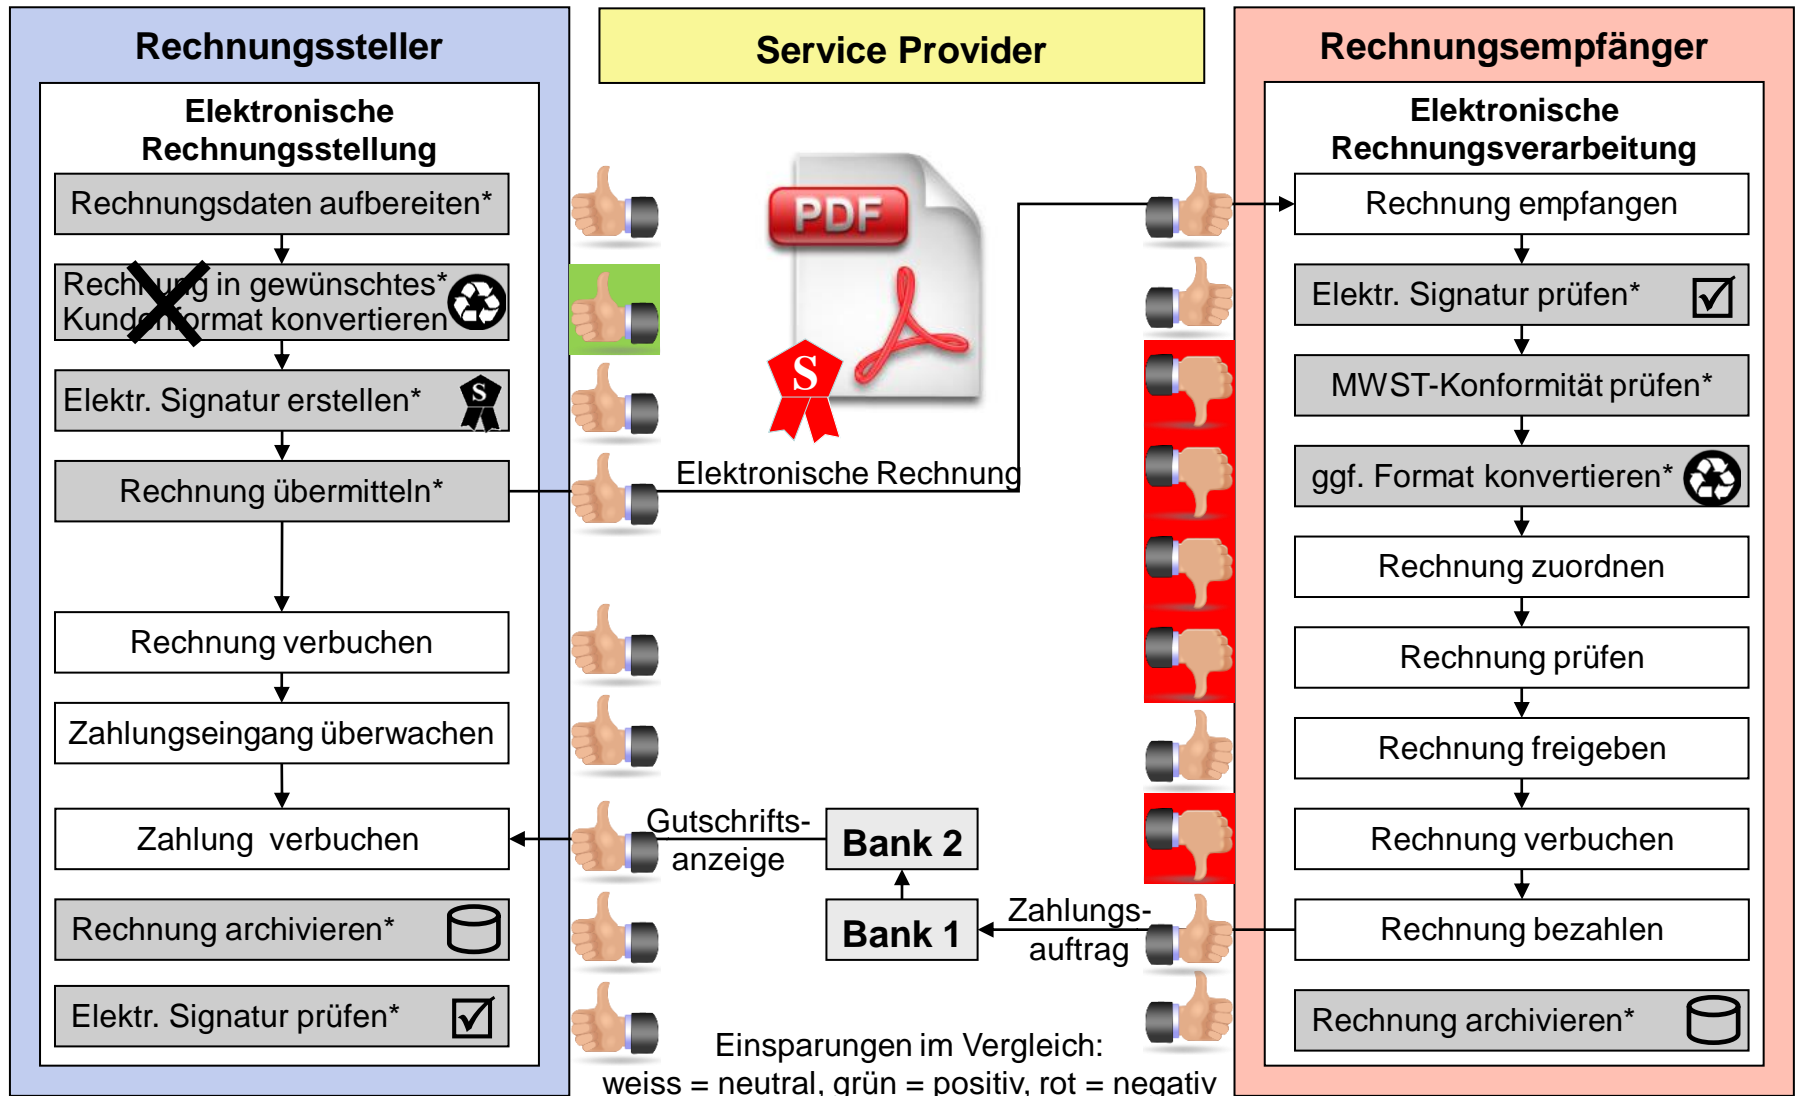 Rechnungssteller
Elektronische
Rechnungsstellung
Rechnungsdaten aufbereiten*
Rechnung in gewünschtes*
Kundenformat konvertieren
Elektr. Signatur erstellen*
S
Rechnung übermitteln*
Rechnung verbuchen
Zahlungseingang überwachen
Zahlung verbuchen
Rechnung archivieren*
Elektr. Signatur prüfen*
Service Provider
PDF
S
Elektronische Rechnung
Gutschrifts-
anzeige
Bank 2
Bank 1
Zahlungs-
auftrag
Einsparungen im Vergleich:
weiss = neutral, grün = positiv, rot = negativ
Rechnungsempfänger
Elektronische
Rechnungsverarbeitung
Rechnung empfangen
Elektr. Signatur prüfen*
MWST-Konformität prüfen*
ggf. Format konvertieren*
Rechnung zuordnen
Rechnung prüfen
Rechnung freigeben
Rechnung verbuchen
Rechnung bezahlen
Rechnung archivieren*